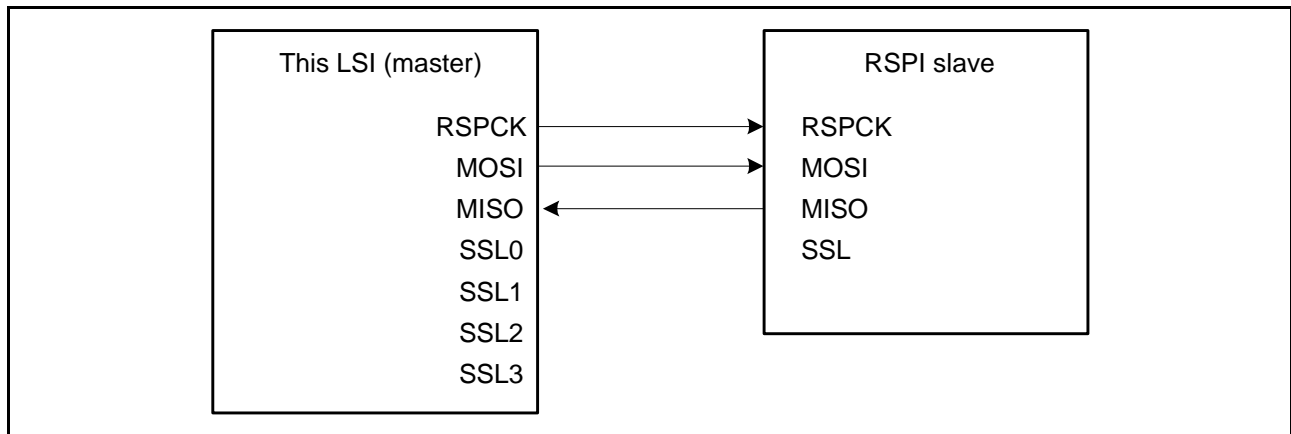 This LSI (master)
RSPCK
MOSI
MISO
SSL0
SSL1
SSL2
SSL3
RSPI slave
RSPCK
MOSI
MISO
SSL